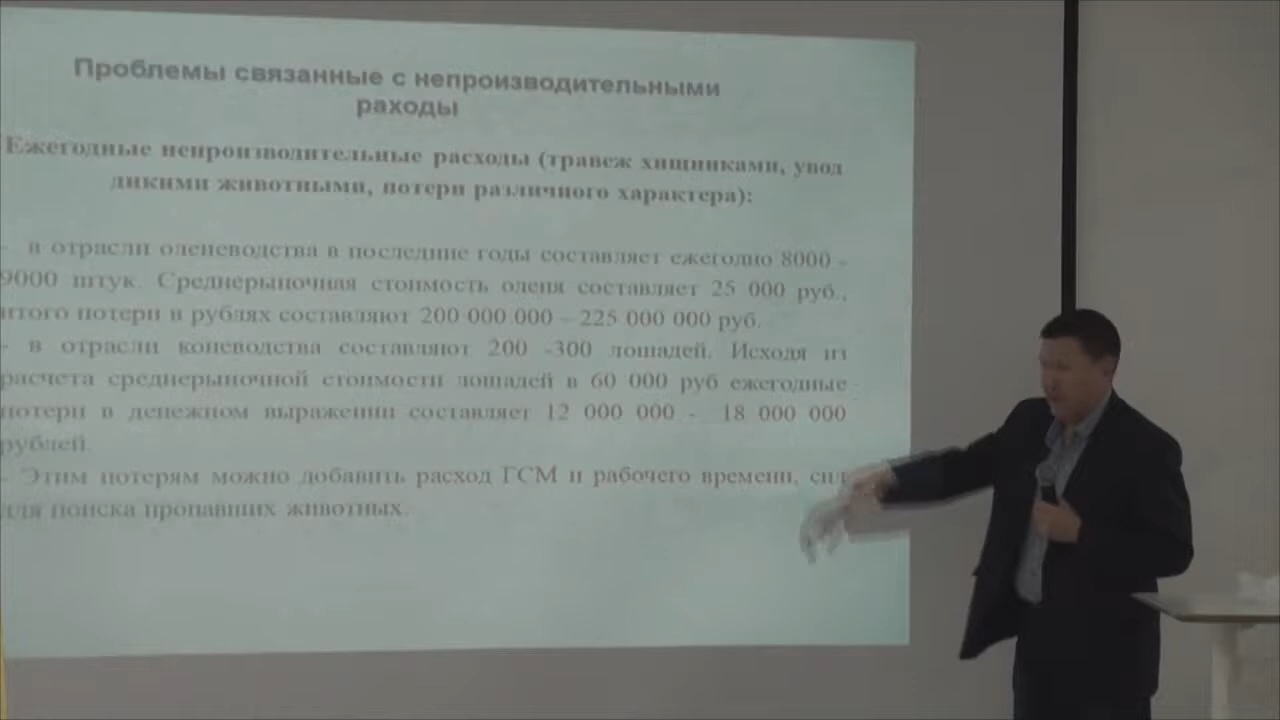 Проблемы связанные с непроизводительными
раходы
Ежегодные непроизводительные расходы (травеж хищниками, увод
дикими животными, потери различного характера):
- в отрасли оленеводства в последние годы составляет ежегодно 8000 -
9000 штук. Среднерыночная стоимость оленя составляет 25 000 руб.,
итого потери в рублях составляют 200 000 000 – 225 000 000 руб.
- в отрасли коневодства составляют 200 -300 лошадей. Исходя из
расчета среднерыночной стоимости лошадей в 60 000 руб ежегодные
потери в денежном выражении составляет 12 000 000 - 18 000 000
рублей.
- Этим потерям можно добавить расход ГСМ и рабочего времени, сил
для поиска пропавших животных.